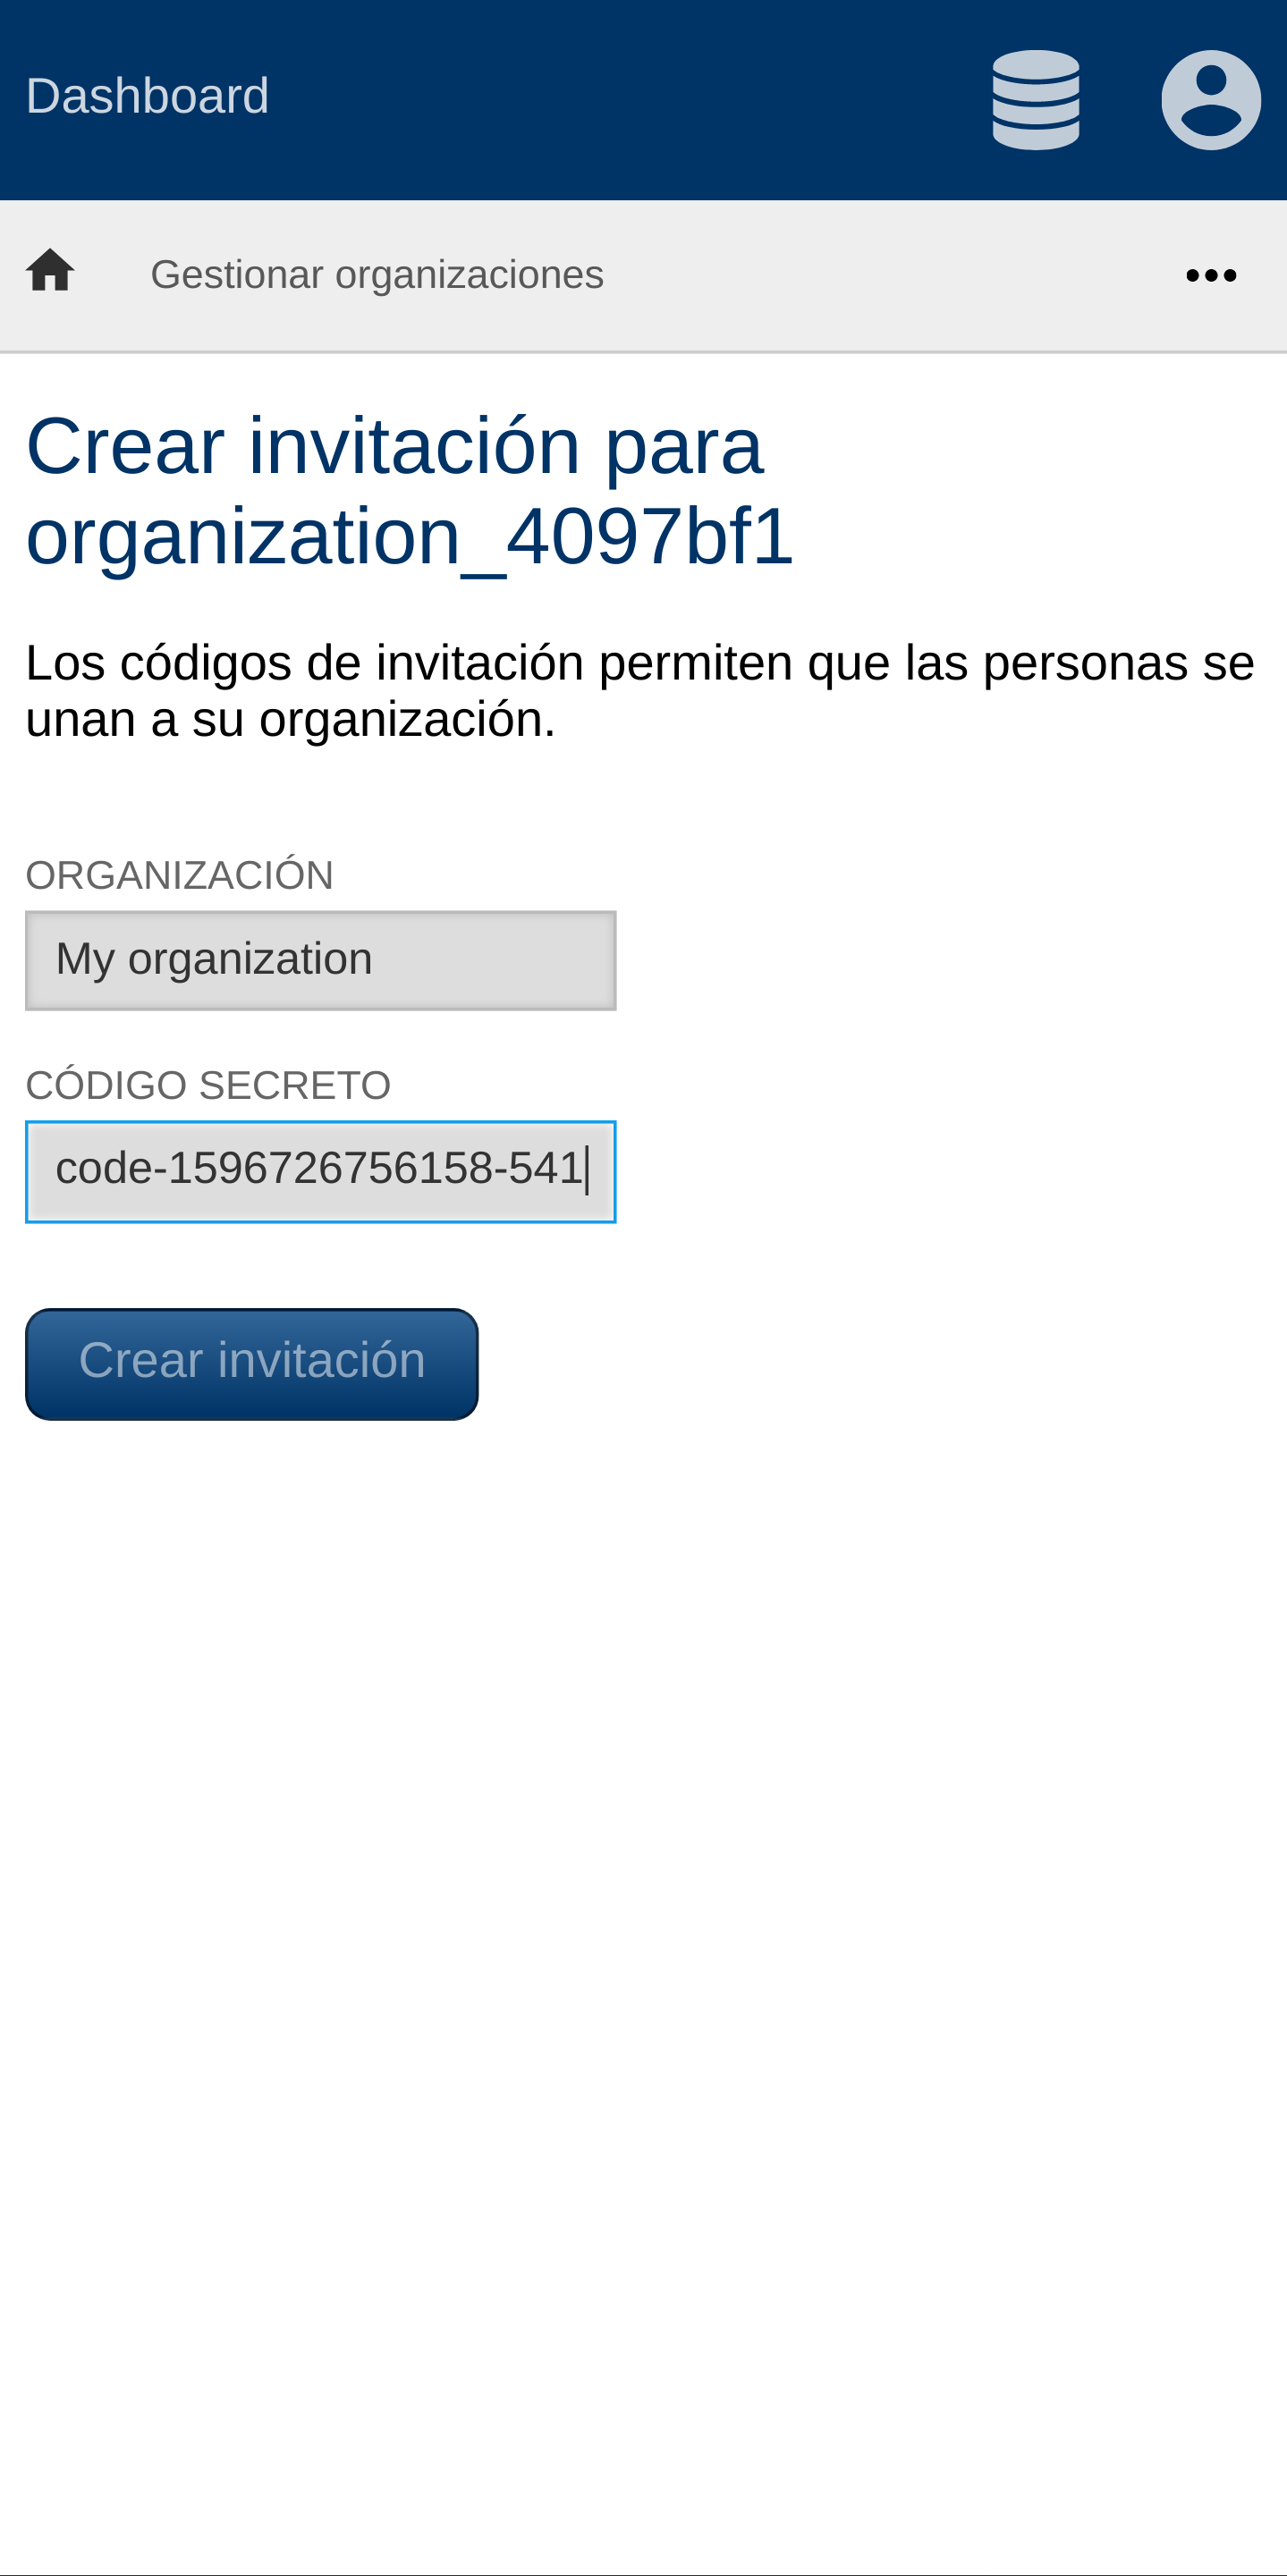 Dashboard
Gestionar organizaciones
Crear invitación para
organization_4097bf1
Los códigos de invitación permiten que las personas se
unan a su organización.
ORGANIZACIÓN
My organization
CÓDIGO SECRETO
code-1596726756158-541
Crear invitación